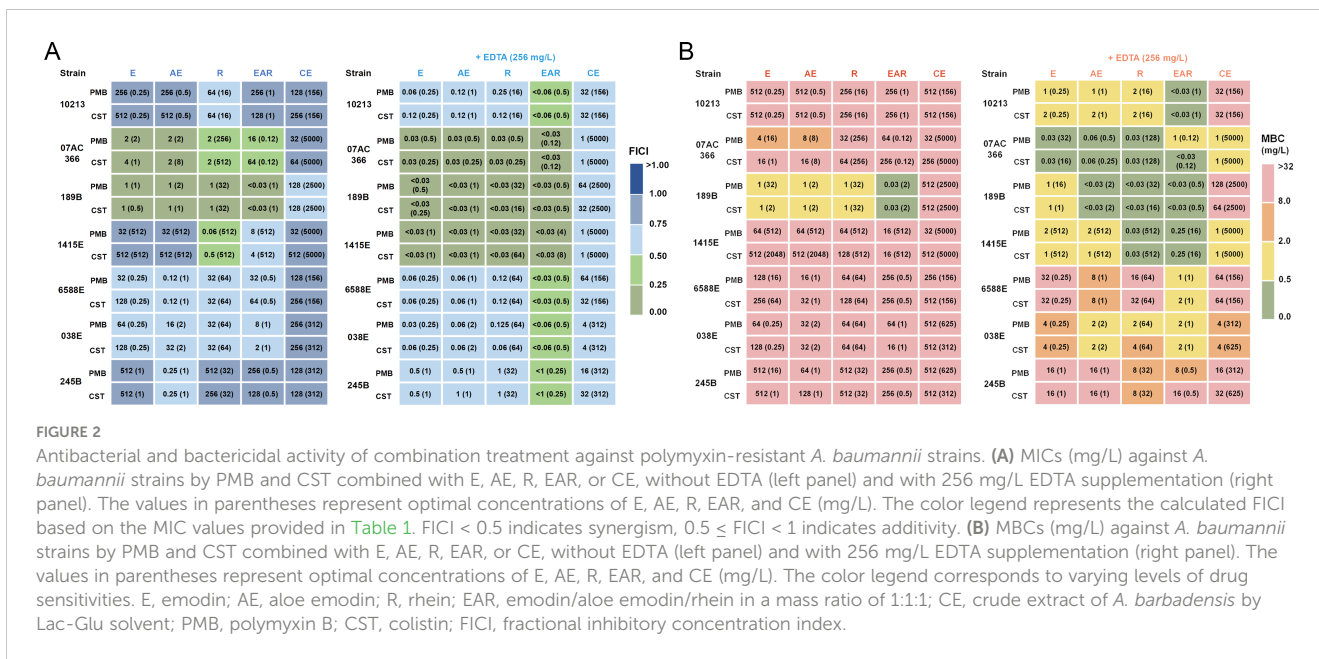 A
B
+ EDTA (256 mg/L)
+ EDTA (256 mg/L)
Strain E AE R EAR CE Strain E AE R EAR CE
10213 PMB 256 (0.25) 256 (0.5) 64 (16) 256 (1) 128 (156) 10213 PMB 0.06 (0.25) 0.12 (1) 0.25 (16) <0.06 (0.5) 32 (156)
CST 512 (0.25) 512 (0.5) 64 (16) 128 (1) 256 (156) CST 0.12 (0.25) 0.12 (1) 0.12 (16) <0.06 (0.5) 32 (156)
07AC 366 PMB 2 (2) 2 (2) 2 (256) 16 (0.12) 32 (5000) 07AC 366 PMB 0.03 (0.5) 0.03 (0.5) 0.03 (0.5) <0.03 (0.12) 1 (5000)
CST 4 (1) 2 (8) 2 (512) 64 (0.12) 64 (5000) CST 0.03 (0.25) 0.03 (0.25) 0.03 (0.25) <0.03 (0.12) 1 (5000)
189B PMB 1 (1) 1 (2) 1 (32) <0.03 (1) 128 (2500) 189B PMB <0.03 (0.5) <0.03 (1) <0.03 (32) <0.03 (0.5) 64 (2500)
CST 1 (0.5) 1 (1) 1 (32) <0.03 (1) 128 (2500) CST <0.03 (0.25) <0.03 (1) <0.03 (16) <0.03 (0.5) 32 (2500)
1415E PMB 32 (512) 32 (512) 0.06 (512) 8 (512) 32 (5000) 1415E PMB <0.03 (1) <0.03 (1) <0.03 (32) <0.03 (4) 1 (5000)
CST 512 (512) 512 (512) 0.5 (512) 4 (512) 512 (5000) CST <0.03 (1) <0.03 (1) <0.03 (64) <0.03 (8) 1 (5000)
6588E PMB 32 (0.25) 0.12 (1) 32 (64) 32 (0.5) 128 (156) 6588E PMB 0.06 (0.25) 0.06 (1) 0.12 (64) <0.03 (0.5) 64 (156)
CST 128 (0.25) 0.12 (1) 32 (64) 64 (0.5) 256 (156) CST 0.06 (0.25) 0.06 (1) 0.12 (64) <0.03 (0.5) 32 (156)
038E PMB 64 (0.25) 16 (2) 32 (64) 8 (1) 256 (312) 038E PMB 0.03 (0.25) 0.06 (2) 0.125 (64) <0.06 (0.5) 4 (312)
CST 128 (0.25) 32 (2) 32 (64) 2 (1) 256 (312) CST 0.06 (0.25) 0.06 (2) 0.06 (64) <0.06 (0.5) 4 (312)
245B PMB 512 (1) 0.25 (1) 512 (32) 256 (0.5) 128 (312) 245B PMB 0.5 (1) 0.5 (1) 1 (32) <1 (0.25) 16 (312)
CST 512 (1) 0.25 (1) 256 (32) 128 (0.5) 128 (312) CST 0.5 (1) 1 (1) 1 (32) <1 (0.25) 32 (312)
FICI
>1.00
1.00
0.75
0.50
0.25
0.00
Strain E AE R EAR CE E AE R EAR CE
10213 PMB 512 (0.25) 512 (0.5) 256 (16) 256 (1) 512 (156) 10213 PMB 1 (0.25) 1 (1) 2 (16) <0.03 (1) 32 (156)
CST 512 (0.25) 512 (0.5) 256 (16) 256 (1) 512 (156) CST 2 (0.25) 2 (1) 2 (16) <0.03 (1) 32 (156)
07AC 366 PMB 4 (16) 8 (8) 32 (256) 64 (0.12) 32 (5000) 07AC 366 PMB 0.03 (32) 0.06 (0.5) 0.03 (128) 1 (0.12) 1 (5000)
CST 16 (1) 16 (8) 64 (256) 256 (0.12) 256 (5000) CST 0.03 (16) 0.06 (0.25) 0.03 (128) <0.03 (0.12) 1 (5000)
189B PMB 1 (32) 1 (2) 1 (32) 0.03 (2) 512 (2500) 189B PMB 1 (16) <0.03 (2) <0.03 (32) <0.03 (0.5) 128 (2500)
CST 1 (2) 1 (2) 1 (32) 0.03 (2) 512 (2500) CST 1 (1) <0.03 (2) <0.03 (16) <0.03 (0.5) 64 (2500)
1415E PMB 64 (512) 64 (512) 64 (512) 16 (512) 32 (5000) 1415E PMB 2 (512) 2 (512) 0.03 (512) 0.25 (16) 1 (5000)
CST 512 (2048) 512 (2048) 128 (512) 16 (512) 512 (5000) CST 1 (512) 1 (512) 0.03 (512) 0.25 (16) 1 (5000)
6588E PMB 128 (16) 16 (1) 64 (64) 256 (0.5) 256 (156) 6588E PMB 32 (0.25) 8 (1) 16 (64) 1 (1) 64 (156)
CST 256 (64) 32 (1) 128 (64) 256 (0.5) 512 (156) CST 32 (0.25) 8 (1) 32 (64) 2 (1) 64 (156)
038E PMB 64 (0.25) 32 (2) 64 (64) 64 (1) 512 (625) 038E PMB 4 (0.25) 2 (2) 2 (64) 2 (1) 4 (312)
CST 128 (0.25) 32 (2) 64 (64) 16 (1) 512 (312) CST 4 (0.25) 2 (2) 4 (64) 2 (1) 4 (625)
245B PMB 512 (16) 64 (1) 512 (32) 256 (0.5) 512 (625) 245B PMB 16 (1) 16 (1) 8 (32) 8 (0.5) 16 (312)
CST 512 (1) 128 (1) 512 (32) 256 (0.5) 512 (312) CST 16 (1) 16 (1) 8 (32) 16 (0.5) 32 (625)
MBC
(mg/L)
>32
8.0
2.0
0.5
0.0
FIGURE 2
Antibacterial and bactericidal activity of combination treatment against polymyxin-resistant A. baumannii strains. (A) MICs (mg/L) against A.
baumannii strains by PMB and CST combined with E, AE, R, EAR, or CE, without EDTA (left panel) and with 256 mg/L EDTA supplementation (right
panel). The values in parentheses represent optimal concentrations of E, AE, R, EAR, and CE (mg/L). The color legend represents the calculated FICI
based on the MIC values provided in Table 1. FICI < 0.5 indicates synergism, 0.5 ≤ FICI < 1 indicates additivity. (B) MBCs (mg/L) against A. baumannii
strains by PMB and CST combined with E, AE, R, EAR, or CE, without EDTA (left panel) and with 256 mg/L EDTA supplementation (right panel). The
values in parentheses represent optimal concentrations of E, AE, R, EAR, and CE (mg/L). The color legend corresponds to varying levels of drug
sensitivities. E, emodin; AE, aloe emodin; R, rhein; EAR, emodin/aloe emodin/rhein in a mass ratio of 1:1:1; CE, crude extract of A. barbadensis by
Lac-Glu solvent; PMB, polymyxin B; CST, colistin; FICI, fractional inhibitory concentration index.